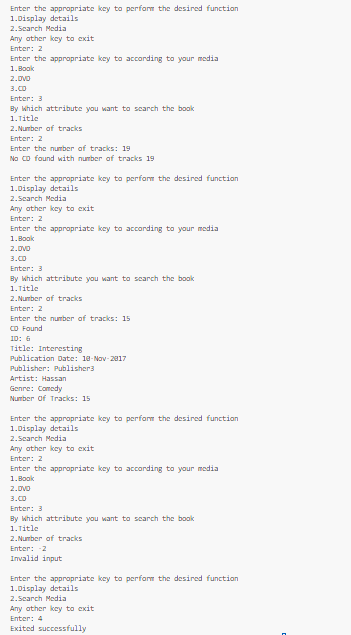 Enter the appropriate key to perform the desired function
1.Display details
2.Search Media
Any other key to exit
Enter: 2
Enter the appropriate key to according to your media
1.Book
2.DVD
3.CD
Enter: 3
By Which attribute you want to search the book
1.Title
2.Number of tracks
Enter: 2
Enter the number of tracks: 19
No CD found with number of tracks 19

Enter the appropriate key to perform the desired function
1.Display details
2.Search Media
Any other key to exit
Enter: 2
Enter the appropriate key to according to your media
1.Book
2.DVD
3.CD
Enter: 3
By Which attribute you want to search the book
1.Title
2.Number of tracks
Enter: 2
Enter the number of tracks: 15
CD Found
ID: 6
Title: Interesting
Publication Date: 10-Nov-2017
Publisher: Publisher3
Artist: Hassan
Genre: Comedy
Number Of Tracks: 15

Enter the appropriate key to perform the desired function
1.Display details
2.Search Media
Any other key to exit
Enter: 2
Enter the appropriate key to according to your media
1.Book
2.DVD
3.CD
Enter: 3
By Which attribute you want to search the book
1.Title
2.Number of tracks
Enter: -2
Invalid input

Enter the appropriate key to perform the desired function
1.Display details
2.Search Media
Any other key to exit
Enter: 4
Exited successfully